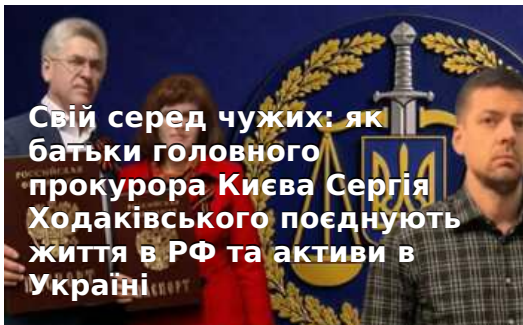 Свій серед чужих: як
батьки головного
прокурора Києва Сергія
Ходаківського поєднують
життя в РФ та активи в
Україні